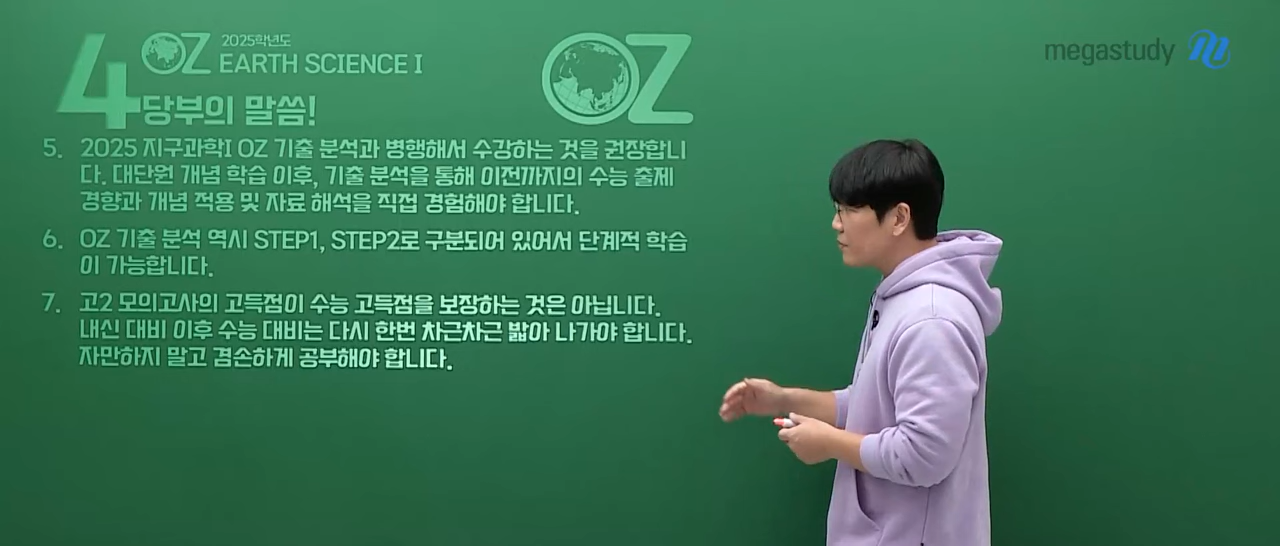 4 OZ 2025학년도
EARTH SCIENCE I
당부의 말씀!
OZ
megastudy
5. 2025 지구과학I OZ 기출 분석과 병행해서 수강하는 것을 권장합니
다. 대단원 개념 학습 이후, 기출 분석을 통해 이전까지의 수능 출제
경향과 개념 적용 및 자료 해석을 직접 경험해야 합니다.
6. OZ 기출 분석 역시 STEP1, STEP2로 구분되어 있어서 단계적 학습
이 가능합니다.
7. 고2 모의고사의 고득점이 수능 고득점을 보장하는 것은 아닙니다.
내신 대비 이후 수능 대비는 다시 한번 차근차근 밟아 나가야 합니다.
자만하지 말고 겸손하게 공부해야 합니다.